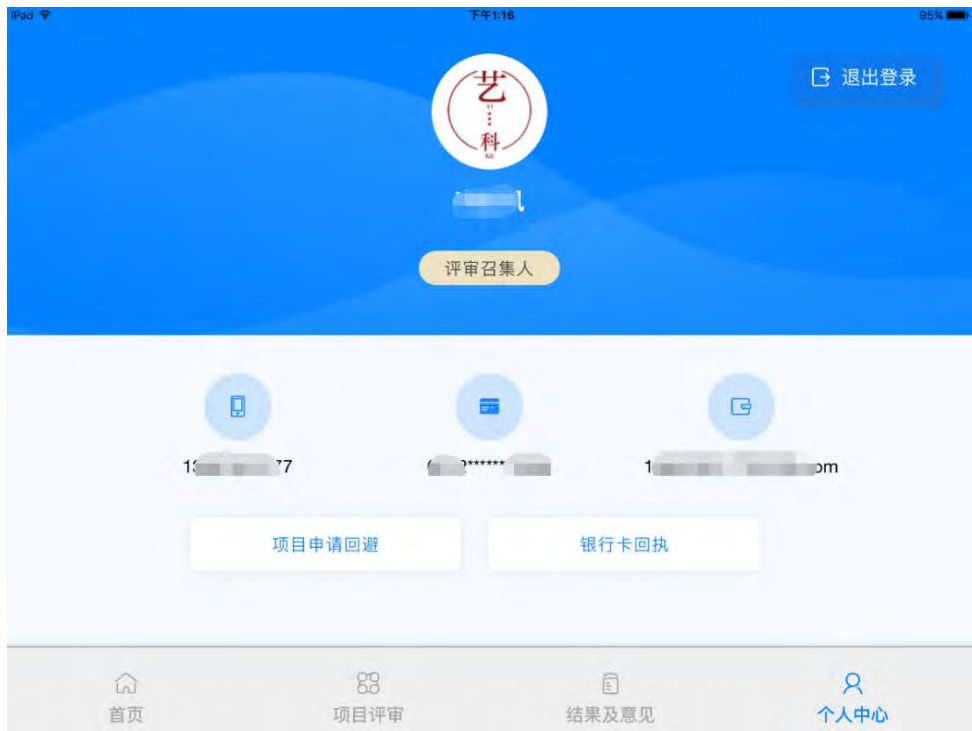 iPad
下午1:16
95%
艺
YI
科
KE
退出登录
评审召集人
项目申请回避
银行卡回执
首页
项目评审
结果及意见
个人中心